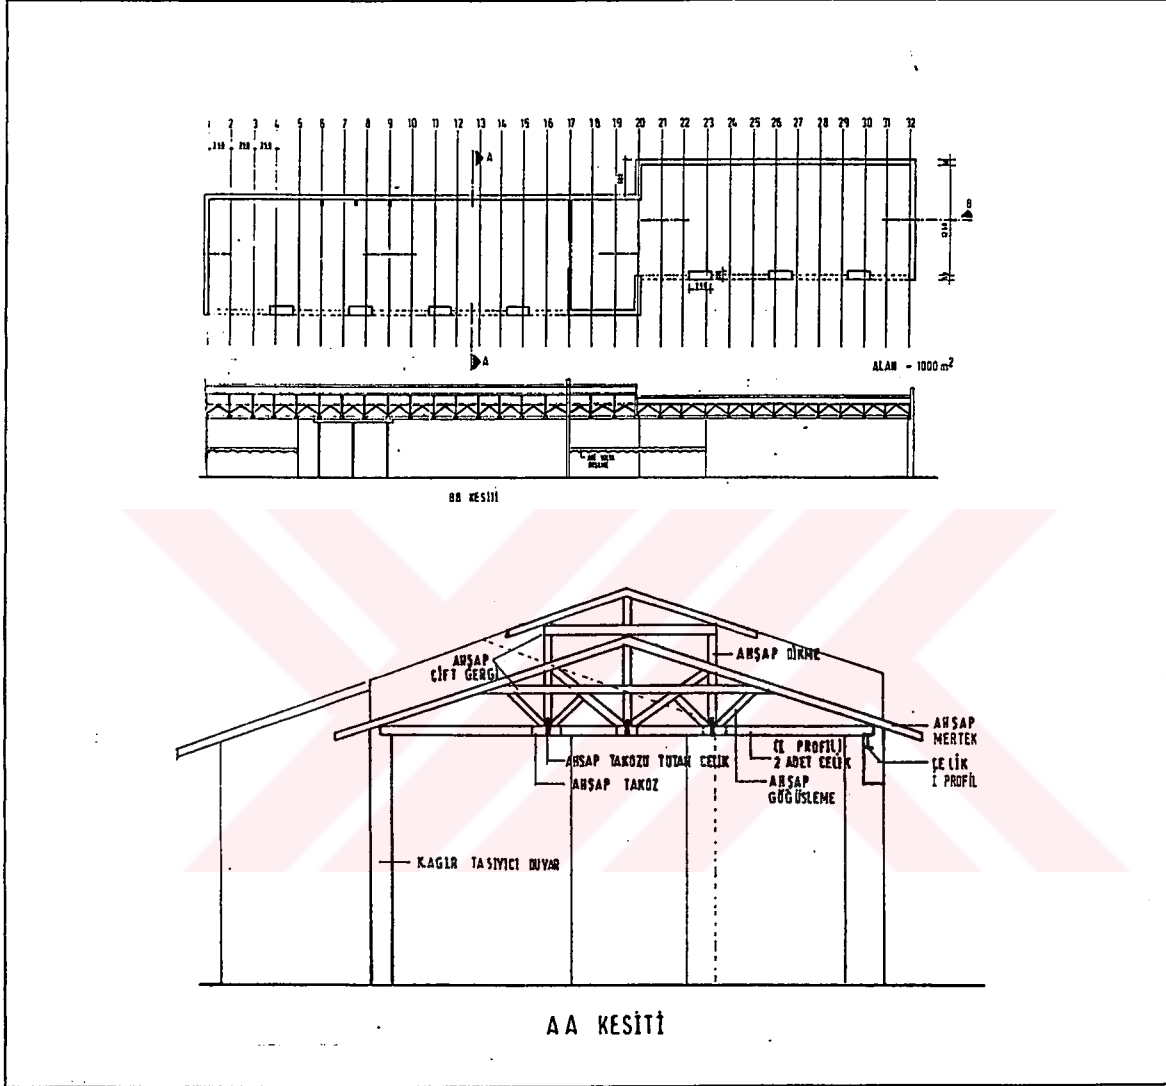 1 2 3 4 5 6 7 8 9 10 11 12 13 14 15 16 17 18 19 20 21 22 23 24 25 26 27 28 29 30 31 32
A
B
A
ALAN - 1000 m²
BB KESİTİ
AHŞAP
ÇİFT GERGİ
AHŞAP DİKME
AHŞAP
MERTEK
AHŞAP TAKOZU TUTAN ÇELİK
(I PROFİLİ)
2 ADET ÇELİK
ÇELİK
I PROFİL
AHŞAP TAKOZ
AHŞAP
GÖĞÜSLEME
KAGİR TAŞIYICI DUVAR
AA KESİTİ